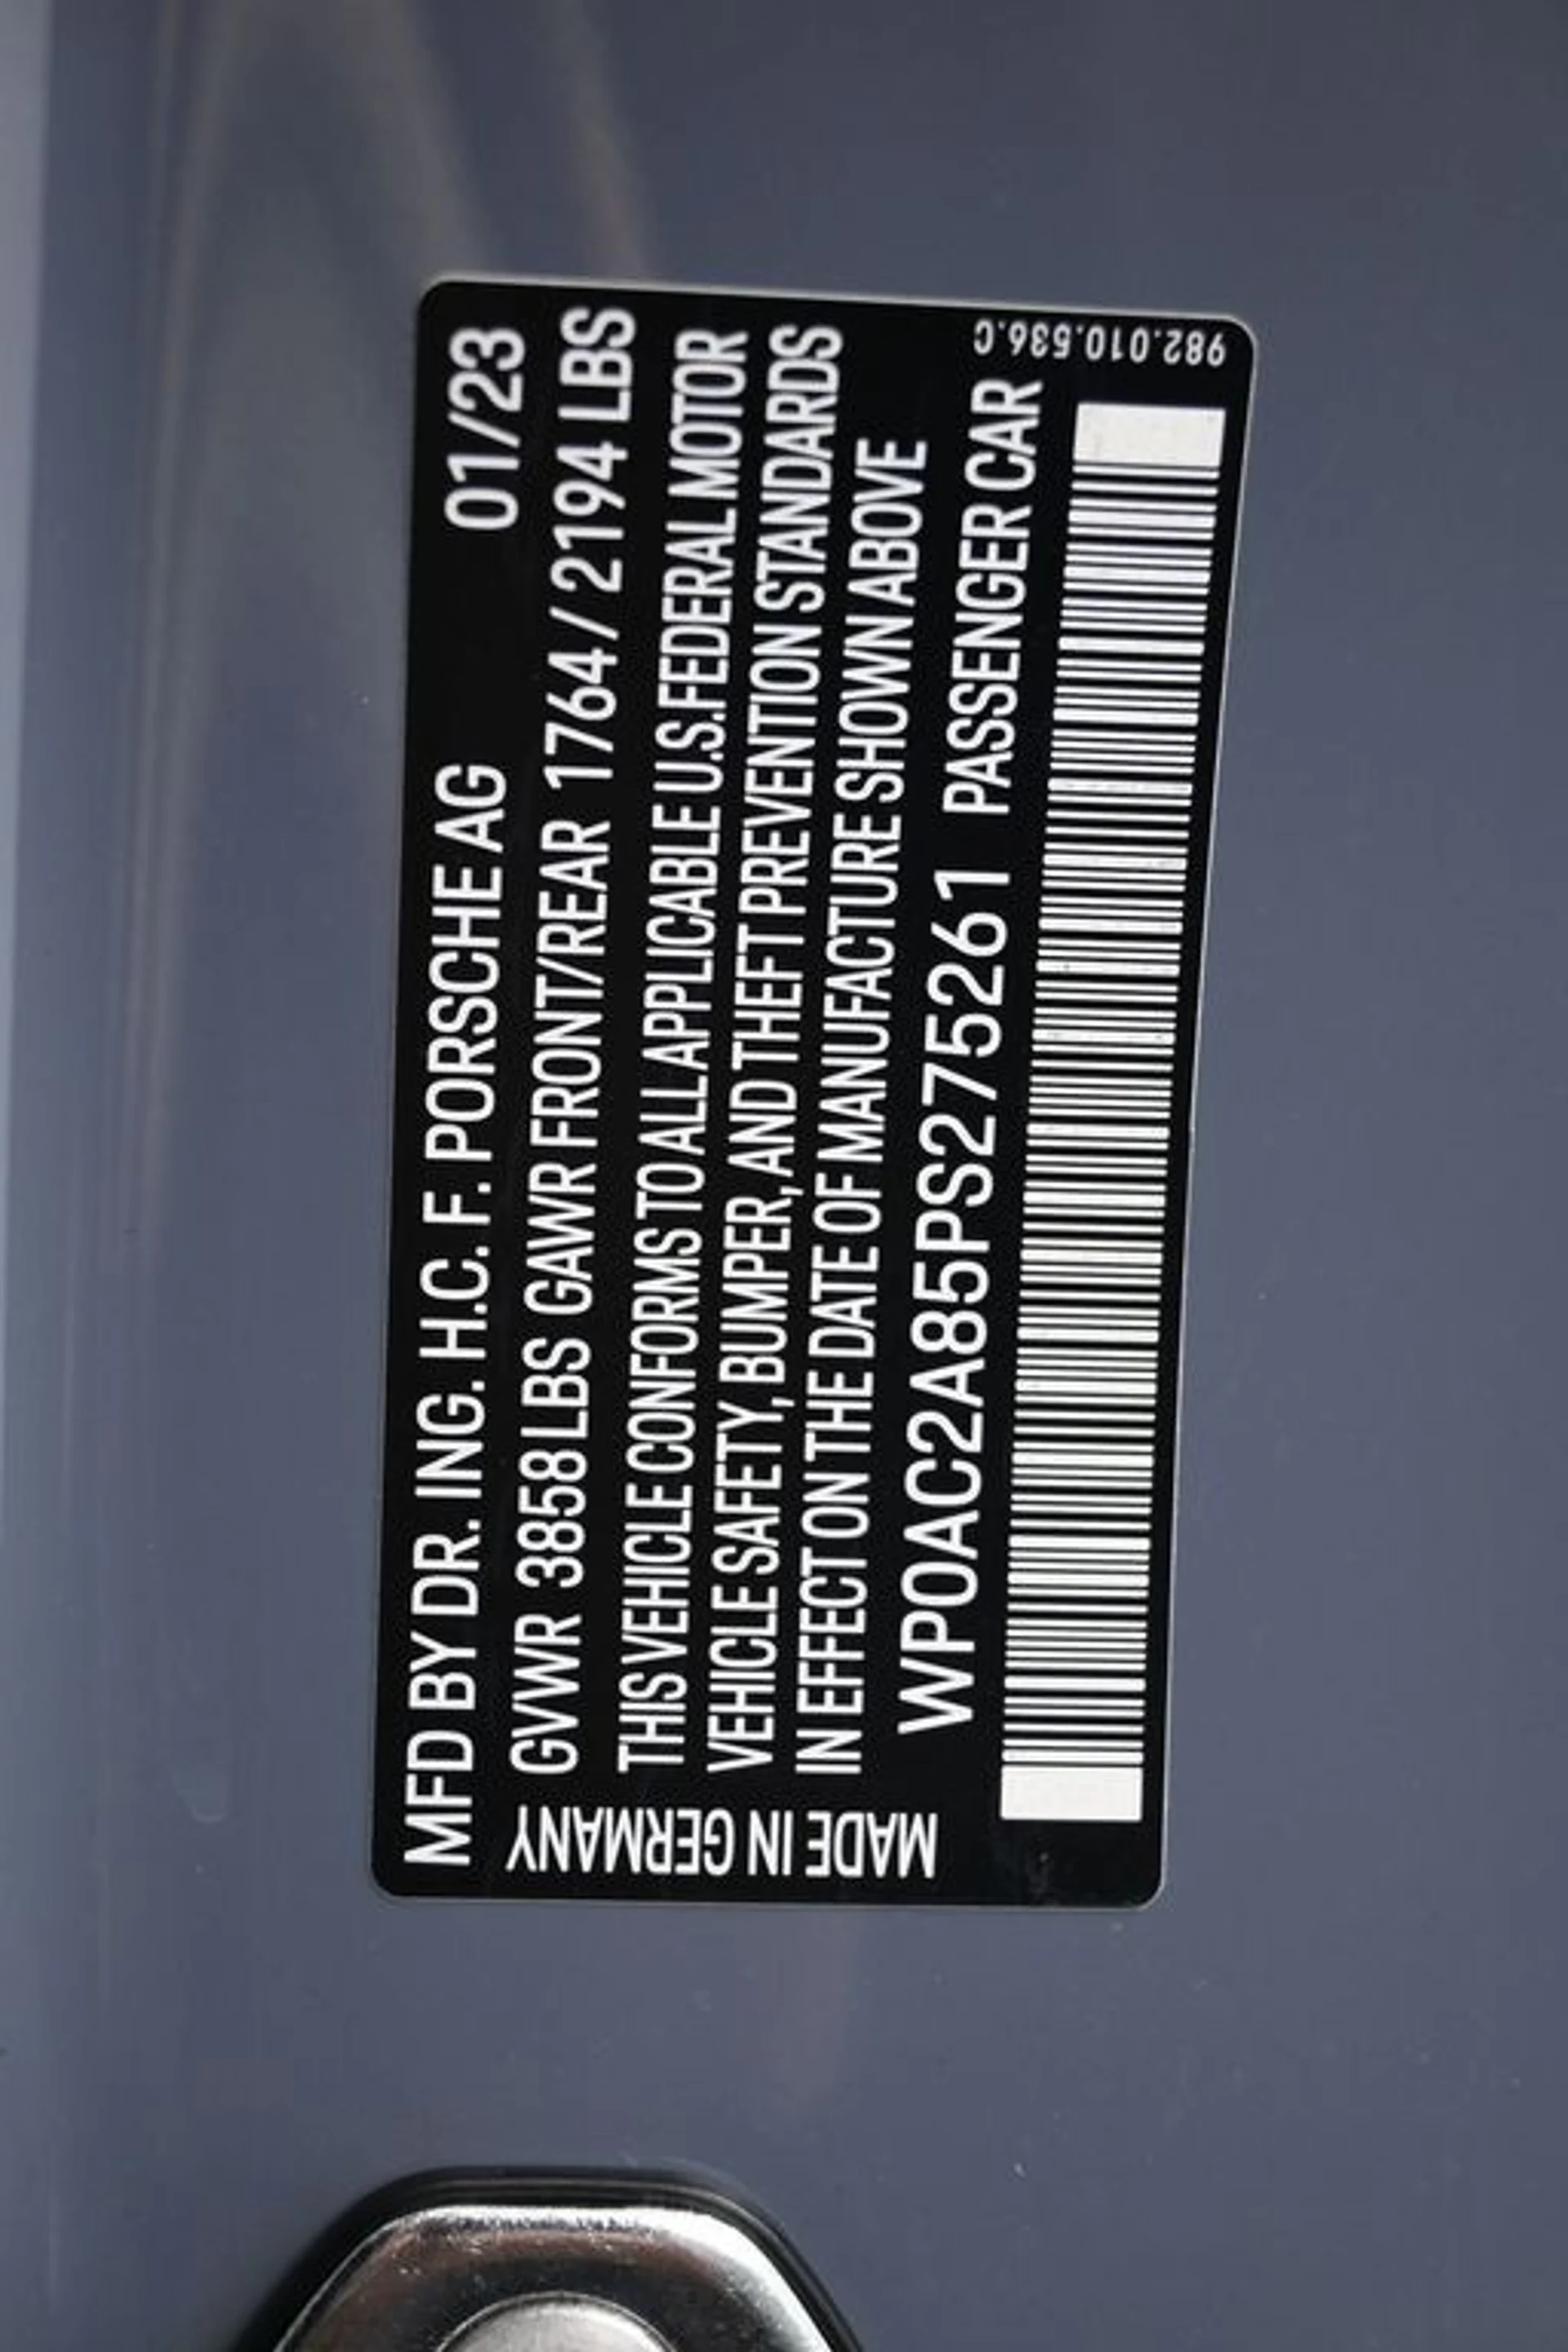 MFD BY DR. ING. H.C. F. PORSCHE AG 01/23
GVWR 3858 LBS GAWR FRONT/REAR 1764 / 2194 LBS
THIS VEHICLE CONFORMS TO ALL APPLICABLE U.S. FEDERAL MOTOR
VEHICLE SAFETY, BUMPER, AND THEFT PREVENTION STANDARDS
IN EFFECT ON THE DATE OF MANUFACTURE SHOWN ABOVE
WP0AC2A85PS275261 PASSENGER CAR
MADE IN GERMANY
982.010.536.C